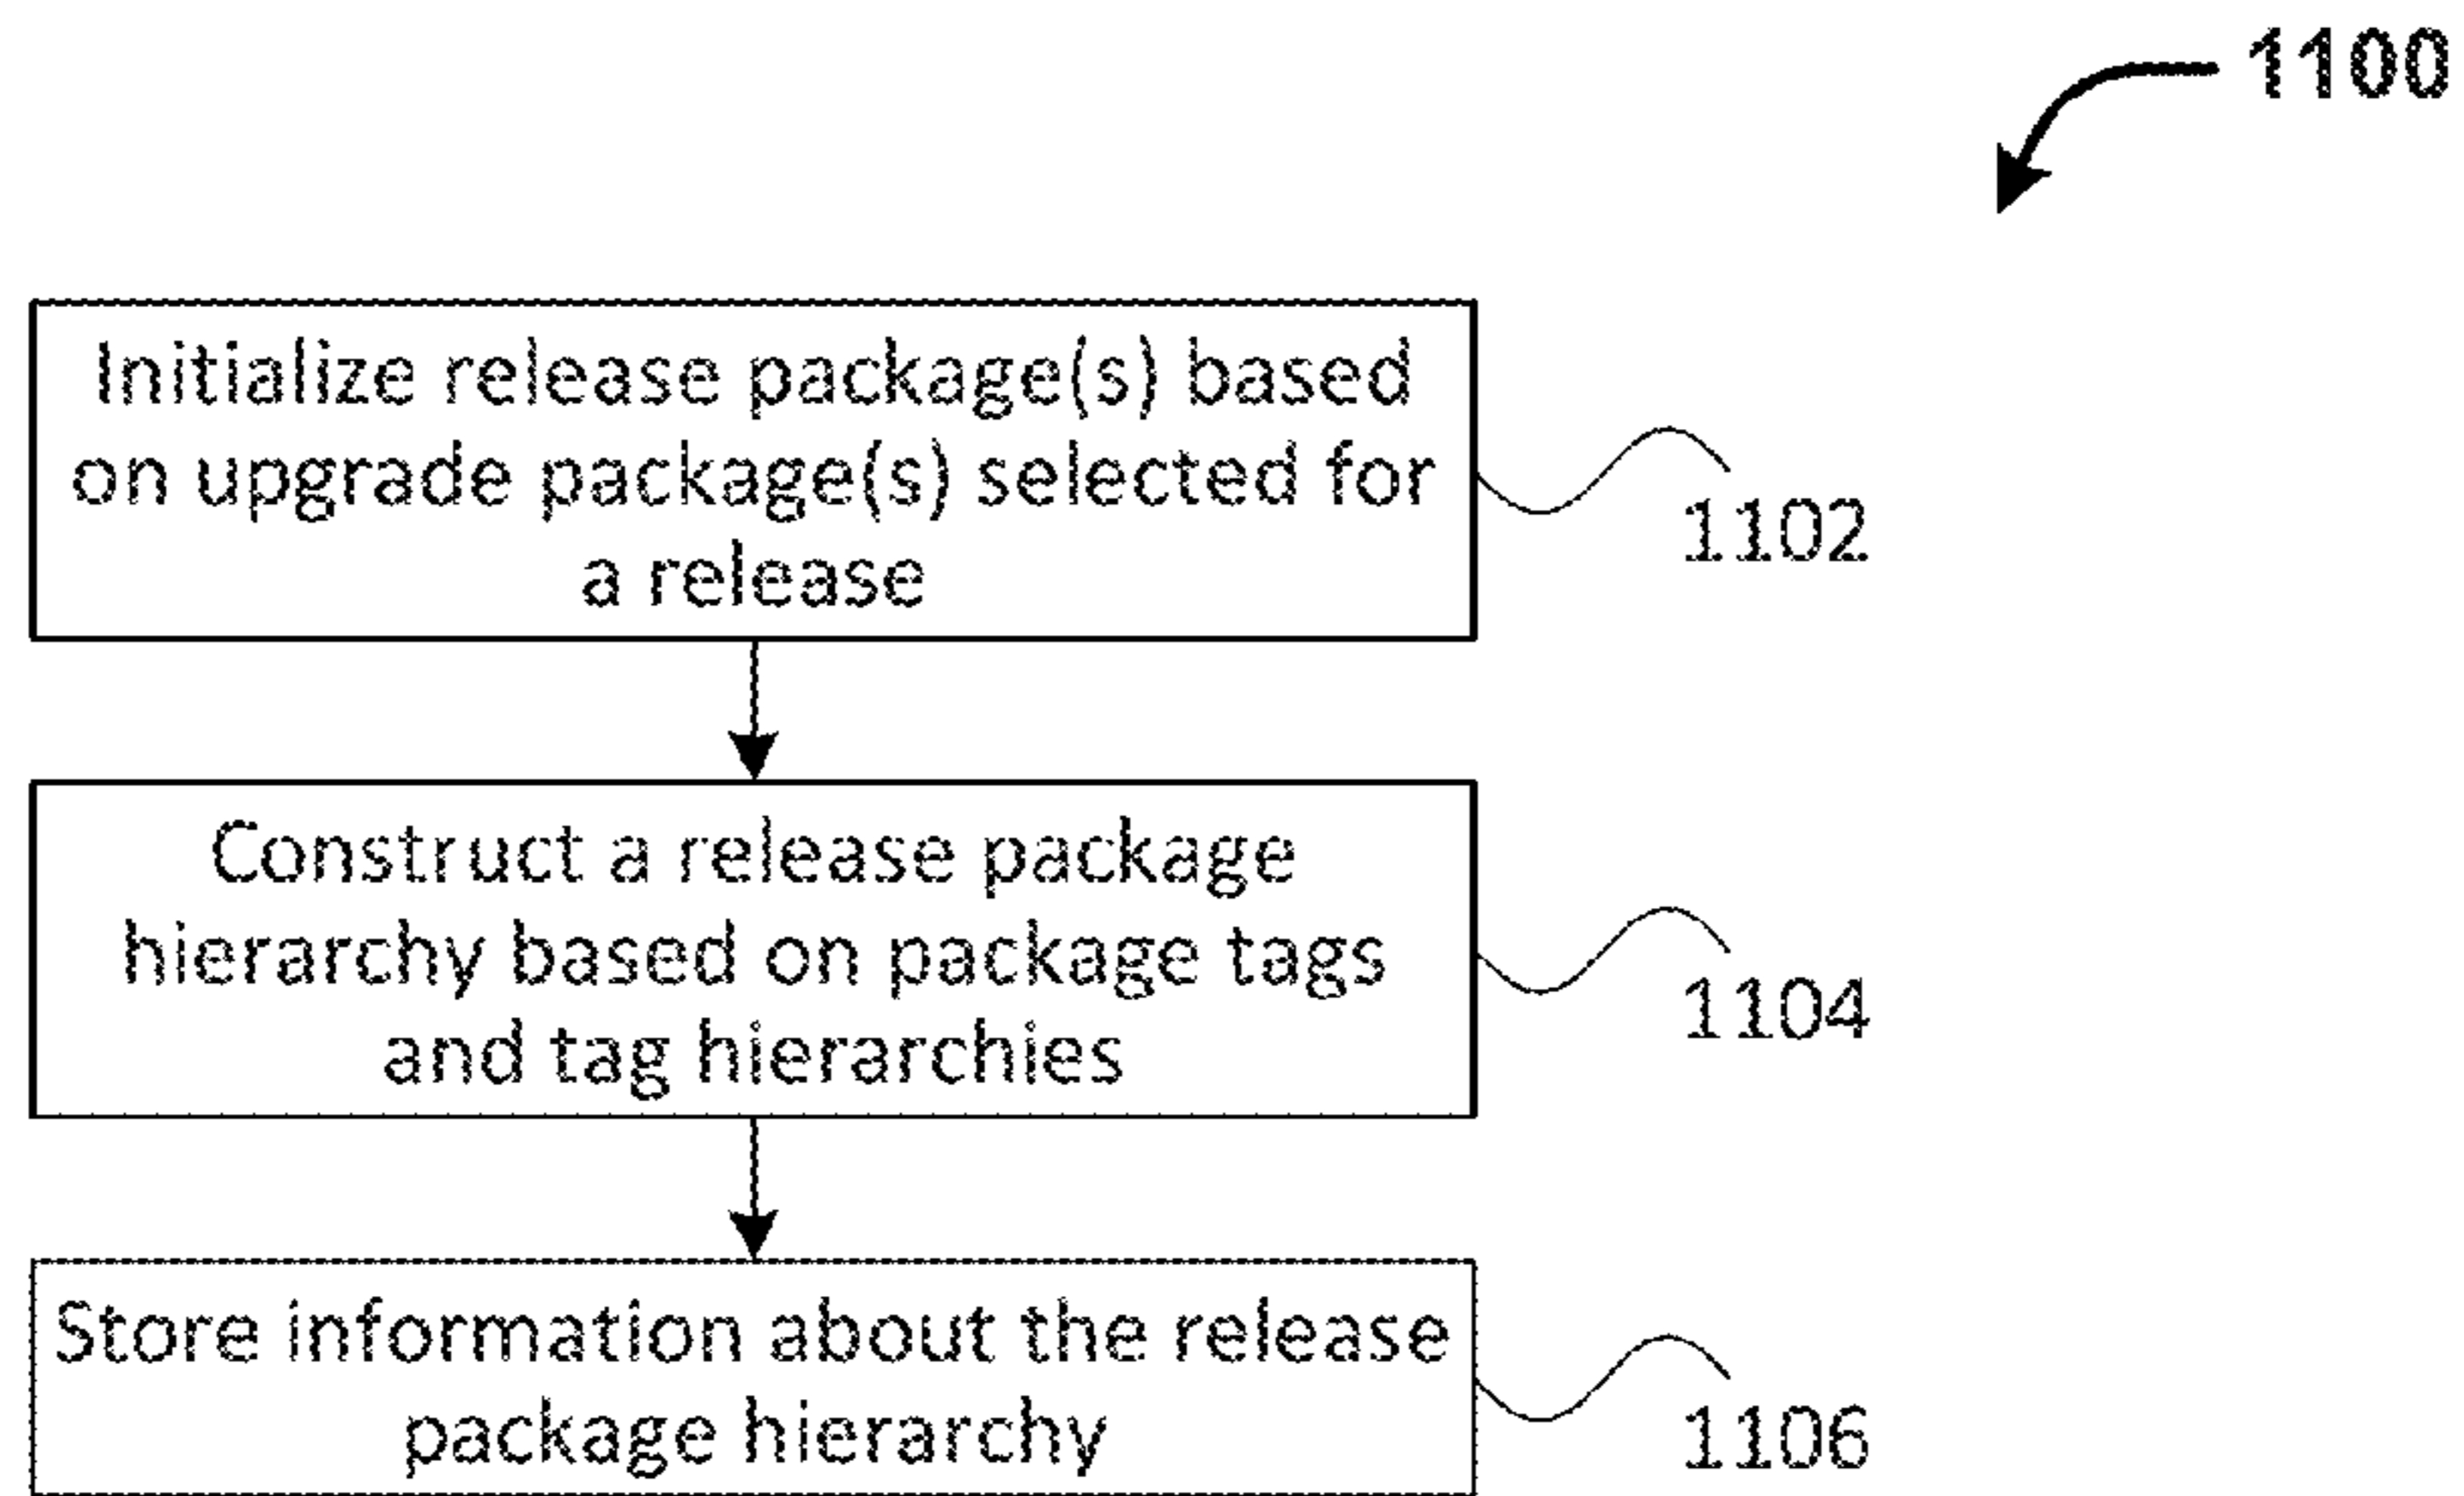 1100
Initialize release package(s) based
on upgrade package(s) selected for
a release
1102
Construct a release package
hierarchy based on package tags
and tag hierarchies
1104
Store information about the release
package hierarchy
1106